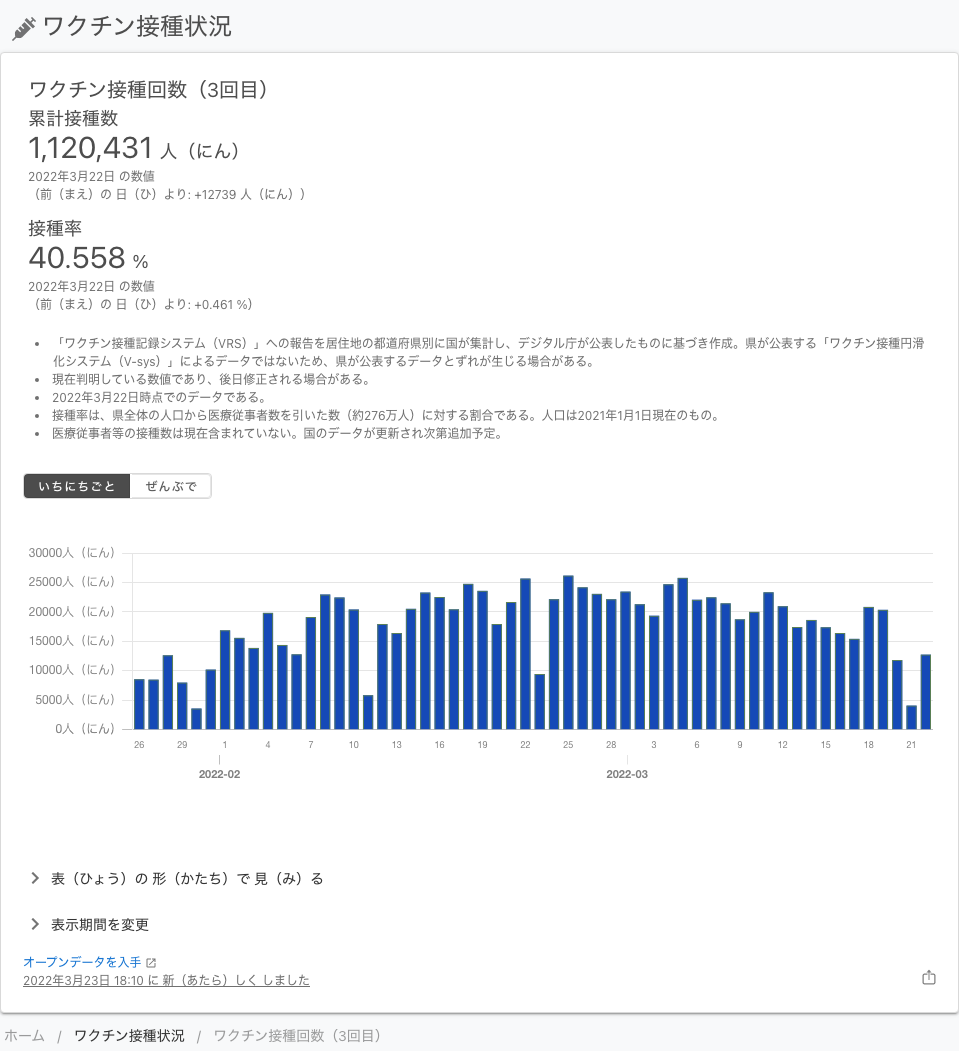 ワクチン接種状況
ワクチン接種回数（3回目）
累計接種数
1,120,431 人（にん）
2022年3月22日 の数値
（前（まえ）の 日（ひ）より: +12739 人（にん））
接種率
40.558 %
2022年3月22日 の数値
（前（まえ）の 日（ひ）より: +0.461 %）
• 「ワクチン接種記録システム（VRS）」への報告を居住地の都道府県別に国が集計し、デジタル庁が公表したものに基づき作成。県が公表する「ワクチン接種円滑
化システム（V-sys）」によるデータではないため、県が公表するデータとずれが生じる場合がある。
• 現在判明している数値であり、後日修正される場合がある。
• 2022年3月22日時点でのデータである。
• 接種率は、県全体の人口から医療従事者数を引いた数（約276万人）に対する割合である。人口は2021年1月1日現在のもの。
• 医療従事者等の接種数は現在含まれていない。国のデータが更新され次第追加予定。
いちにちごと ぜんぶで
30000人（にん）
25000人（にん）
20000人（にん）
15000人（にん）
10000人（にん）
5000人（にん）
0人（にん）
26 29 1 4 7 10 13 16 19 22 25 28 3 6 9 12 15 18 21
2022-02 2022-03
表（ひょう）の 形（かたち）で 見（み）る
表示期間を変更
オープンデータを入手
2022年3月23日 18:10 に 新（あたら）しく しました
ホーム / ワクチン接種状況 / ワクチン接種回数（3回目）